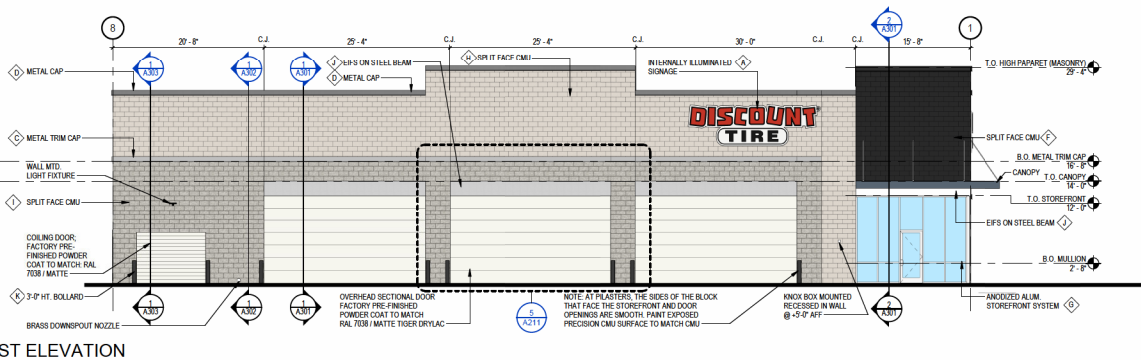 8
1
2
A301
20' - 8"
C.J.
25' - 4"
C.J.
25' - 4"
C.J.
30' - 0"
C.J.
C.J.
15' - 8"
1
A303
1
A302
1
A301
J EIFS ON STEEL BEAM
D METAL CAP
H SPLIT FACE CMU
INTERNALLY ILLUMINATED
SIGNAGE A
D METAL CAP
T.O. HIGH PAPARET (MASONRY)
29' - 4"
DISCOUNT
TIRE
C METAL TRIM CAP
SPLIT FACE CMU F
WALL MTD.
LIGHT FIXTURE
B.O. METAL TRIM CAP
16' - 8"
CANOPY
T.O. CANOPY
14' - 0"
I SPLIT FACE CMU
T.O. STOREFRONT
12' - 0"
EIFS ON STEEL BEAM J
COILING DOOR;
FACTORY PRE-
FINISHED POWDER
COAT TO MATCH: RAL
7038 / MATTE
B.O. MULLION
2' - 8"
K 3'-0" HT. BOLLARD
BRASS DOWNSPOUT NOZZLE
1
A303
1
A302
1
A301
OVERHEAD SECTIONAL DOOR
FACTORY PRE-FINISHED
POWDER COAT TO MATCH
RAL 7038 / MATTE TIGER DRYLAC
5
A211
NOTE: AT PILASTERS, THE SIDES OF THE BLOCK
THAT FACE THE STOREFRONT AND DOOR
OPENINGS ARE SMOOTH. PAINT EXPOSED
PRECISION CMU SURFACE TO MATCH CMU
KNOX BOX MOUNTED
RECESSED IN WALL
@ +5'-0" AFF
2
A301
ANODIZED ALUM.
STOREFRONT SYSTEM G
ST ELEVATION